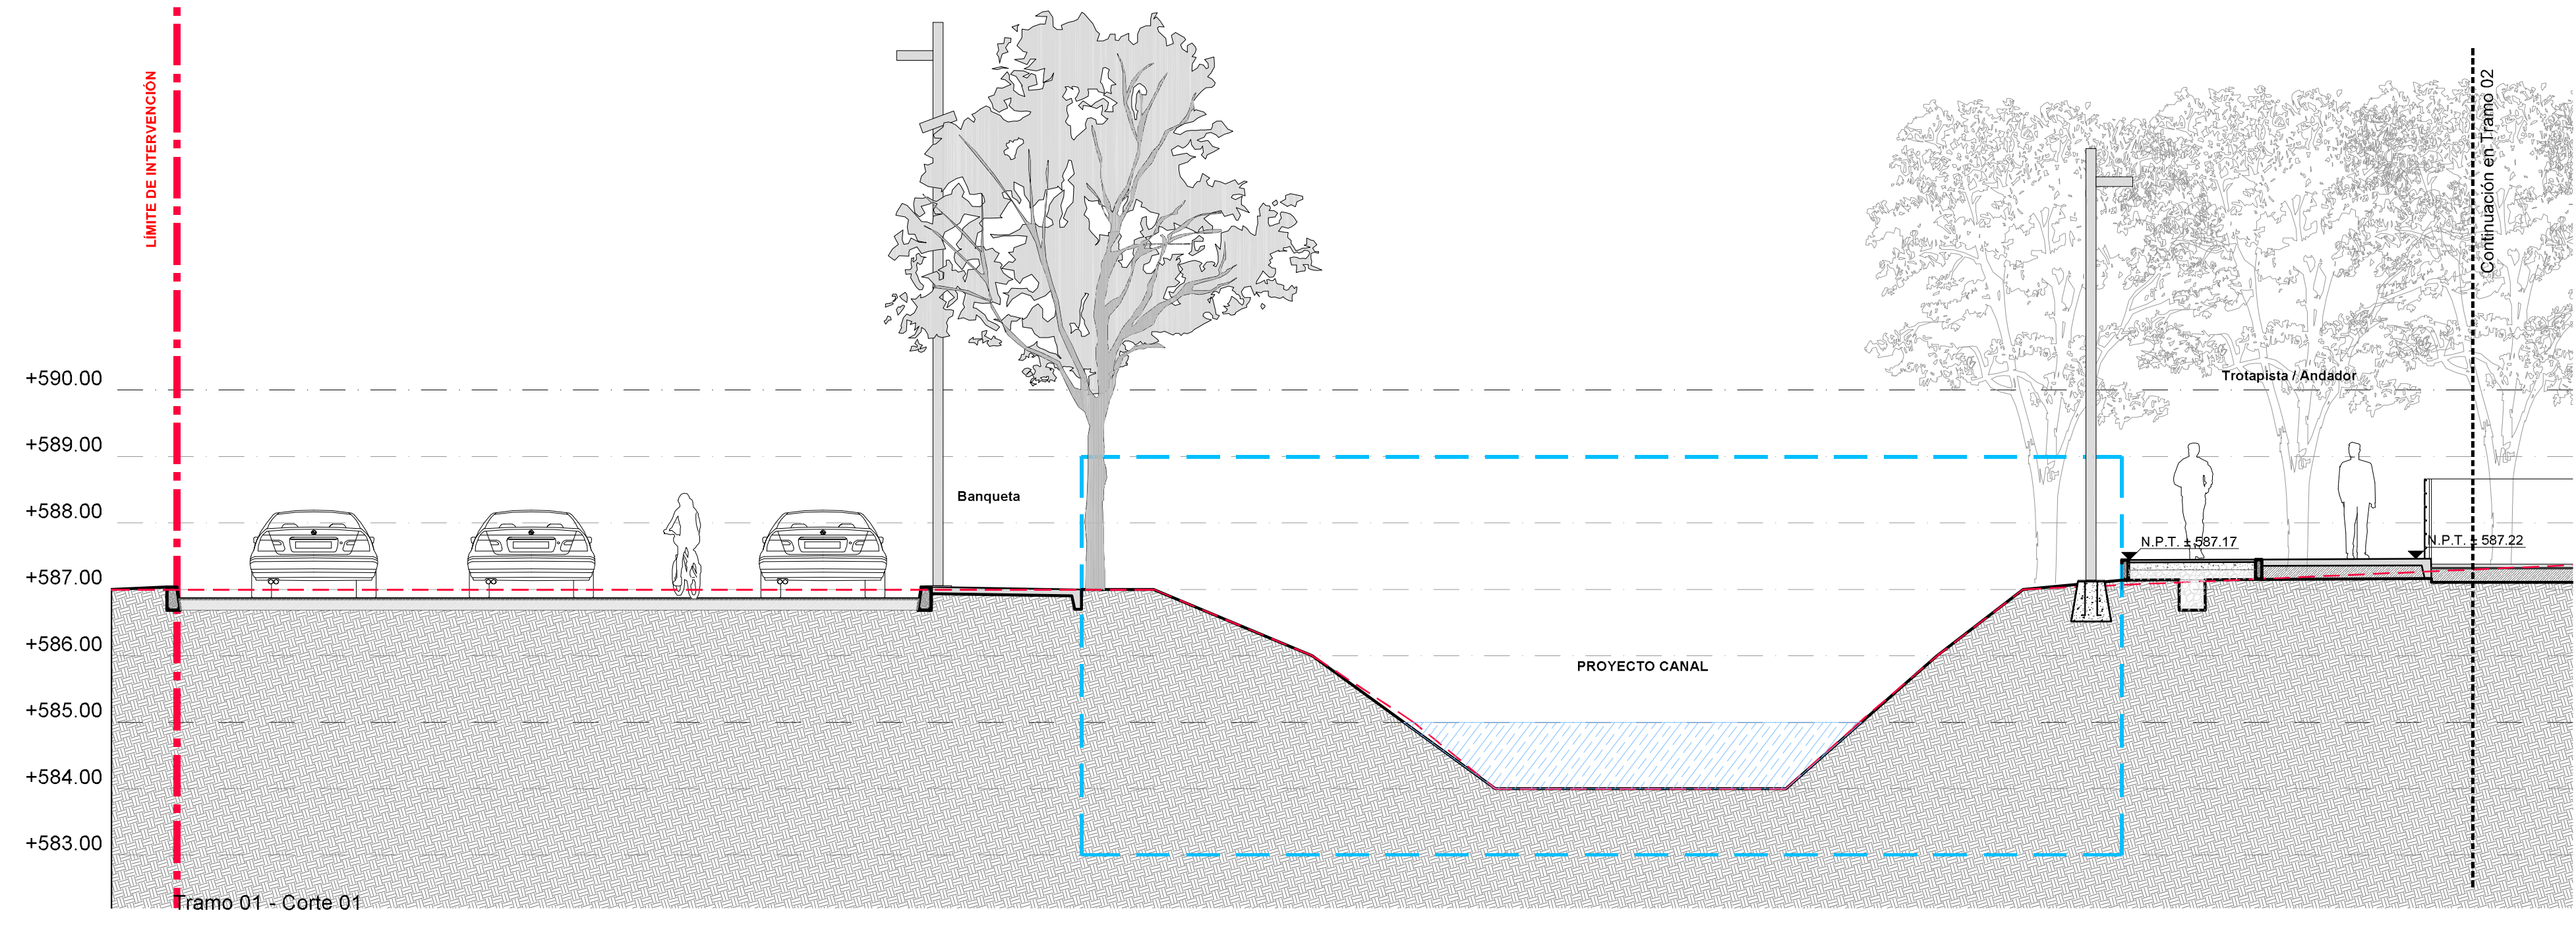 LÍMITE DE INTERVENCIÓN
Continuación en Tramo 02
+590.00
Trotapista / Andador
+589.00
+588.00
Banqueta
N.P.T. ± 587.17
N.P.T. ± 587.22
+587.00
+586.00
PROYECTO CANAL
+585.00
+584.00
+583.00
Tramo 01 - Corte 01